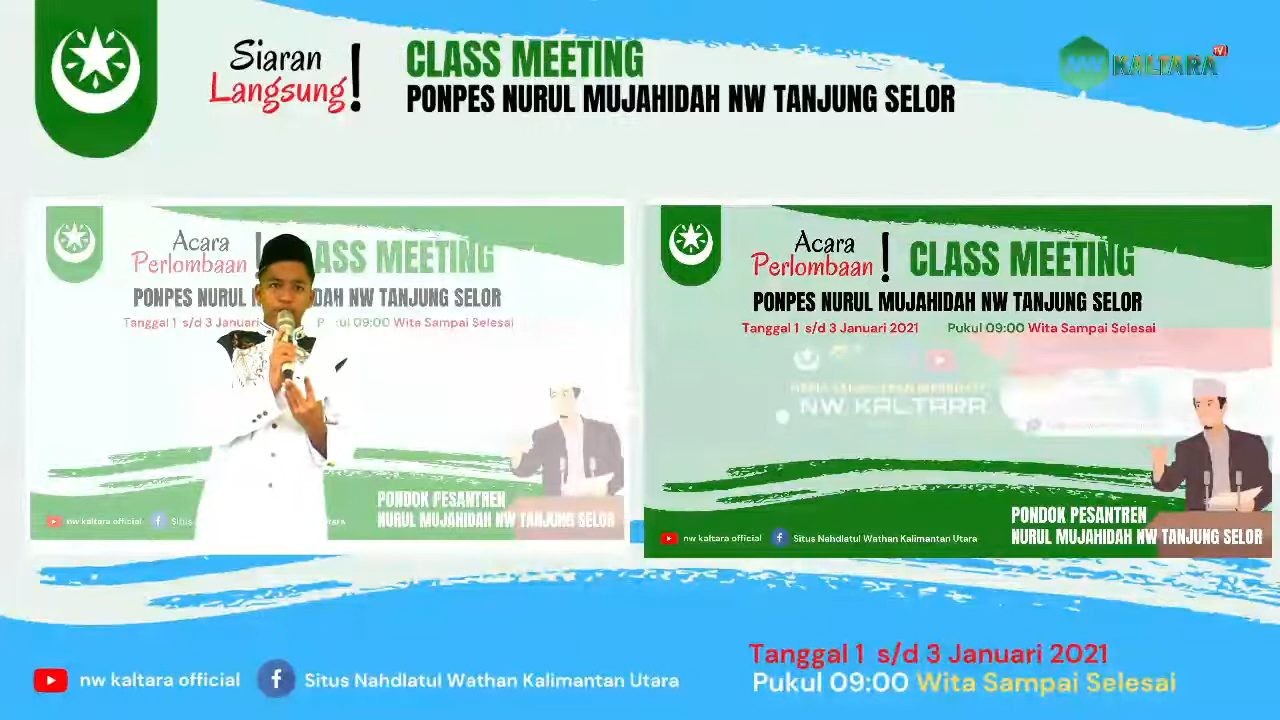 Siaran
Langsung!
CLASS MEETING
PONPES NURUL MUJAHIDAH NW TANJUNG SELOR
NW KALTARA TV
Acara
Perlombaan !
CLASS MEETING
PONPES NURUL DAH NW TANJUNG SELOR
Tanggal 1 s/d 3 Januari
Wita Sampai Selesai
PONDOK PESANTREN
NURUL MUJAHIDAH NW TANJUNG SELOR
nw kaltara official
Acara
Perlombaan !
CLASS MEETING
PONPES NURUL MUJAHIDAH NW TANJUNG SELOR
Tanggal 1 s/d 3 Januari 2021 Pukul 09:00 Wita Sampai Selesai
NW KALTARA
PONDOK PESANTREN
NURUL MUJAHIDAH NW TANJUNG SELOR
nw kaltara official Situs Nahdlatul Wathan Kalimantan Utara
Tanggal 1 s/d 3 Januari 2021
Pukul 09:00 Wita Sampai Selesai
nw kaltara official Situs Nahdlatul Wathan Kalimantan Utara